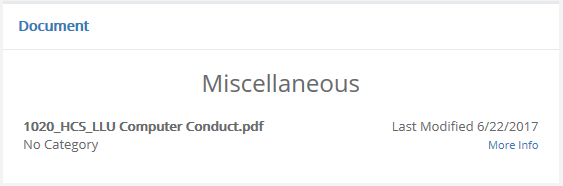 Document
Miscellaneous
1020_HCS_LLU Computer Conduct.pdf Last Modified 6/22/2017
No Category More Info